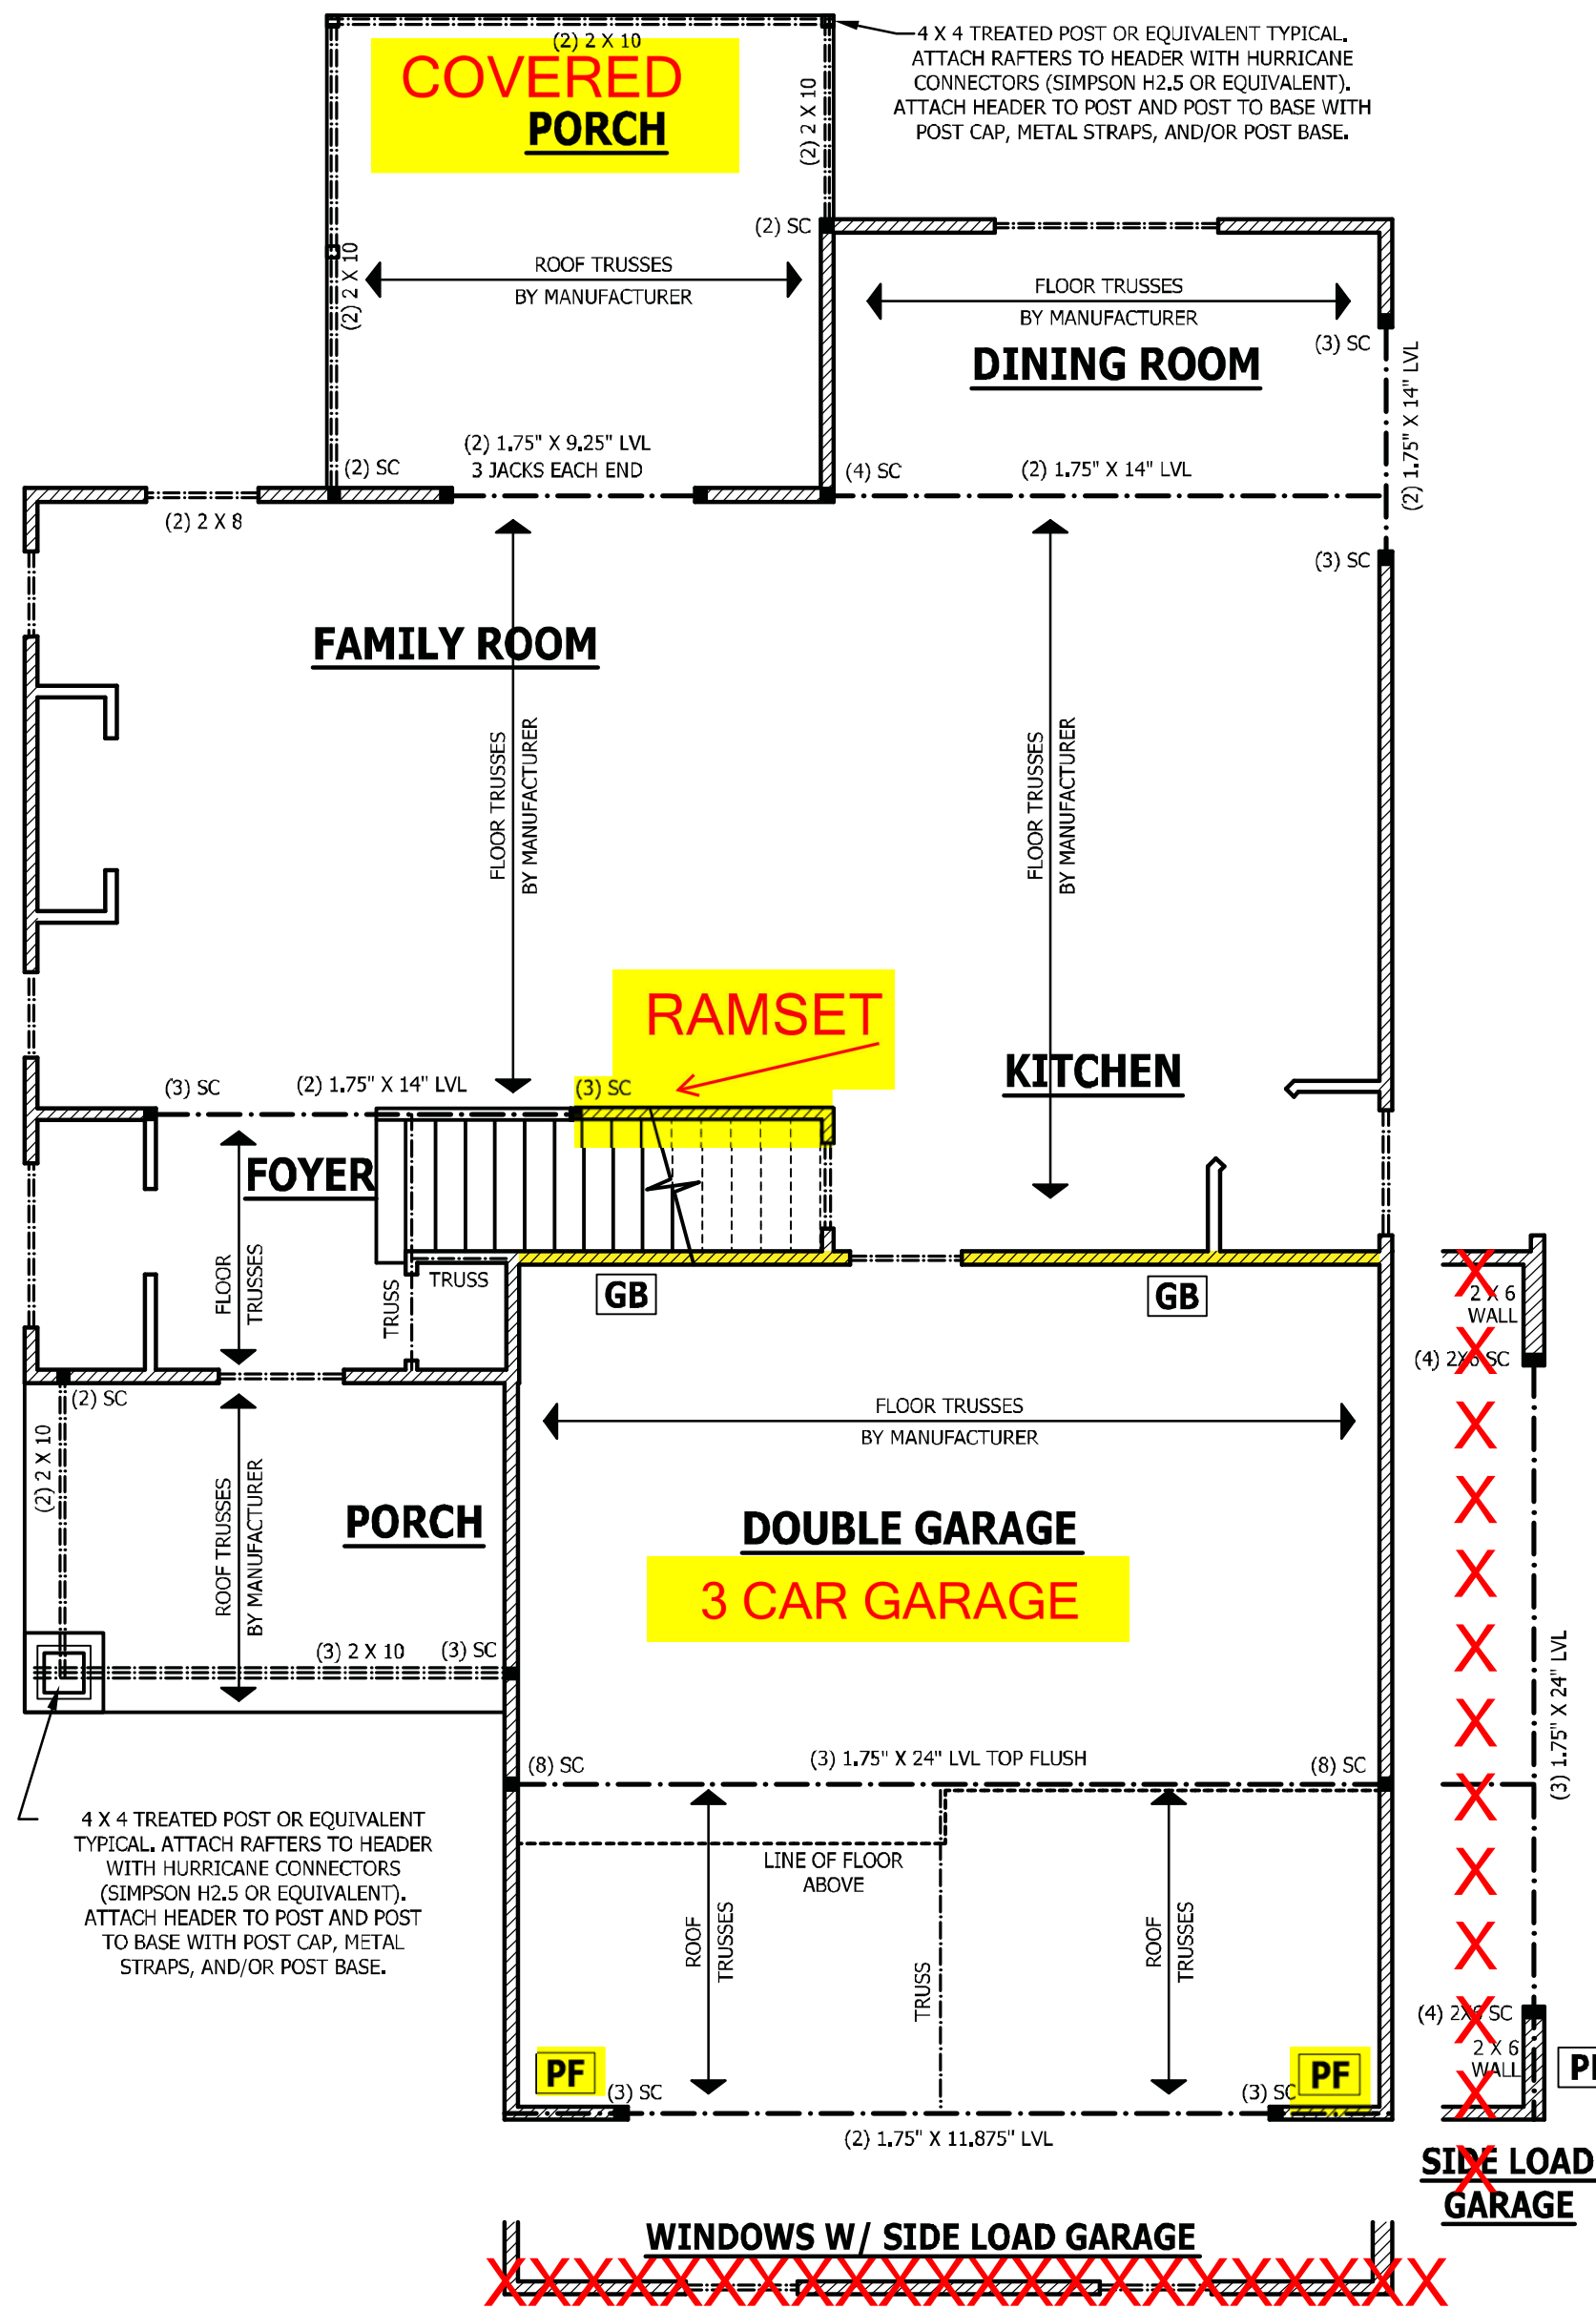 (2) 2 X 10
COVERED
PORCH
(2) 2 X 10
4 X 4 TREATED POST OR EQUIVALENT TYPICAL.
ATTACH RAFTERS TO HEADER WITH HURRICANE
CONNECTORS (SIMPSON H2.5 OR EQUIVALENT).
ATTACH HEADER TO POST AND POST TO BASE WITH
POST CAP, METAL STRAPS, AND/OR POST BASE.
(2) SC
(2) 2 X 10
ROOF TRUSSES
BY MANUFACTURER
FLOOR TRUSSES
BY MANUFACTURER
(3) SC
DINING ROOM
(2) 1.75" X 14" LVL
(2) SC
(2) 1.75" X 9.25" LVL
3 JACKS EACH END
(4) SC
(2) 1.75" X 14" LVL
(2) 2 X 8
(3) SC
FAMILY ROOM
FLOOR TRUSSES
BY MANUFACTURER
FLOOR TRUSSES
BY MANUFACTURER
RAMSET
KITCHEN
(3) SC
(2) 1.75" X 14" LVL
(3) SC
FOYER
FLOOR
TRUSSES
TRUSS
TRUSS
GB
GB
2 X 6
WALL
(4) 2X6 SC
(2) SC
FLOOR TRUSSES
BY MANUFACTURER
(2) 2 X 10
ROOF TRUSSES
BY MANUFACTURER
PORCH
DOUBLE GARAGE
3 CAR GARAGE
(3) 2 X 10
(3) SC
(3) 1.75" X 24" LVL
(8) SC
(3) 1.75" X 24" LVL TOP FLUSH
(8) SC
4 X 4 TREATED POST OR EQUIVALENT
TYPICAL. ATTACH RAFTERS TO HEADER
WITH HURRICANE CONNECTORS
(SIMPSON H2.5 OR EQUIVALENT).
ATTACH HEADER TO POST AND POST
TO BASE WITH POST CAP, METAL
STRAPS, AND/OR POST BASE.
LINE OF FLOOR
ABOVE
ROOF
TRUSSES
TRUSS
ROOF
TRUSSES
(4) 2X6 SC
2 X 6
WALL
PF
(3) SC
(3) SC
PF
(2) 1.75" X 11.875" LVL
SIDE LOAD
GARAGE
WINDOWS W/ SIDE LOAD GARAGE
X X X X X X X X X X X X
X
XXXXXXXXXXXXXXXXXXXXXX